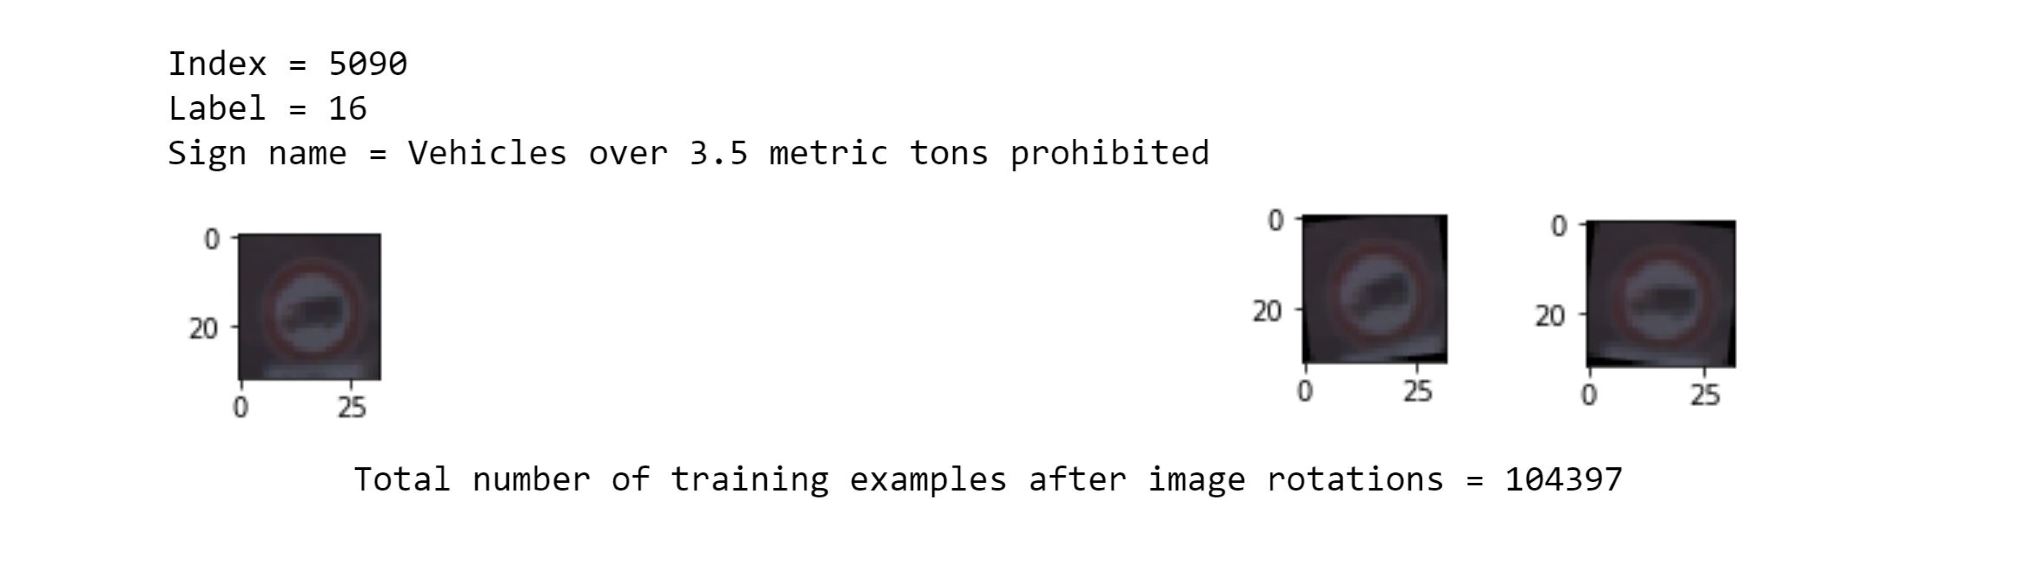 Index = 5090
Label = 16
Sign name = Vehicles over 3.5 metric tons prohibited
0
20
0 25
0
20
0 25
0
20
0 25
Total number of training examples after image rotations = 104397